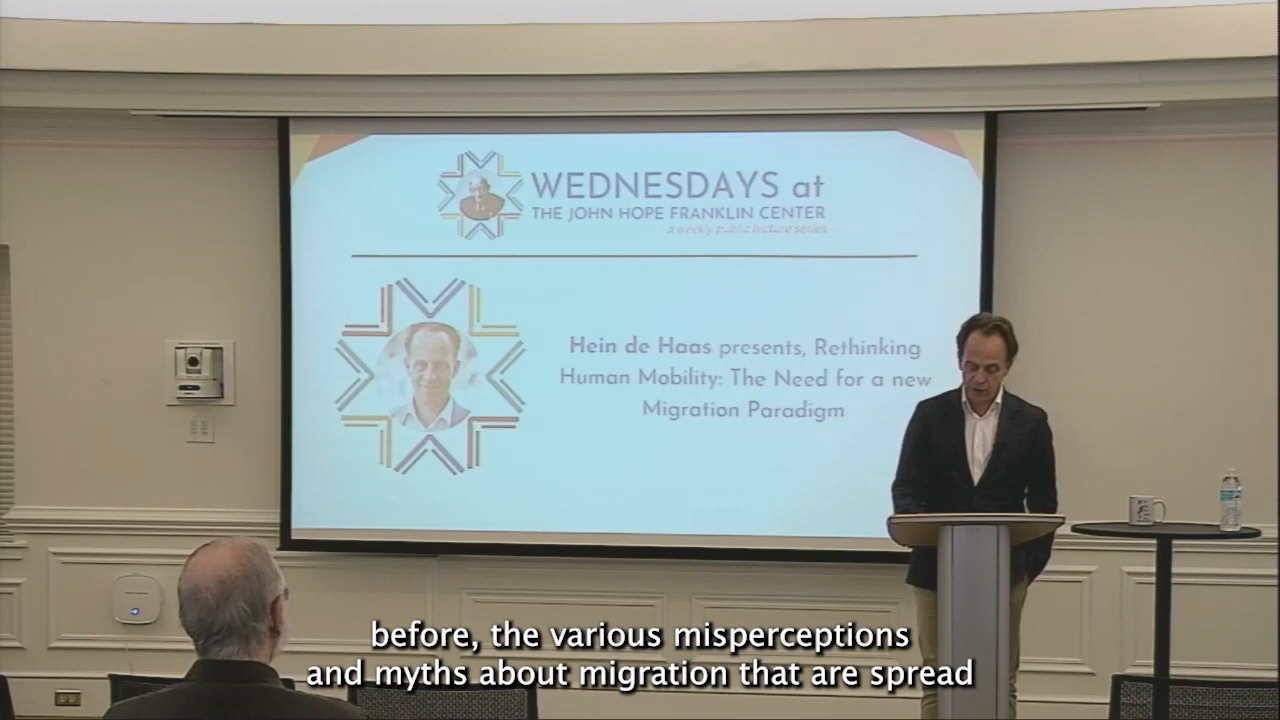 WEDNESDAYS at
THE JOHN HOPE FRANKLIN CENTER
a weekly public lecture series
Hein de Haas presents, Rethinking
Human Mobility: The Need for a new
Migration Paradigm
before, the various misperceptions
and myths about migration that are spread